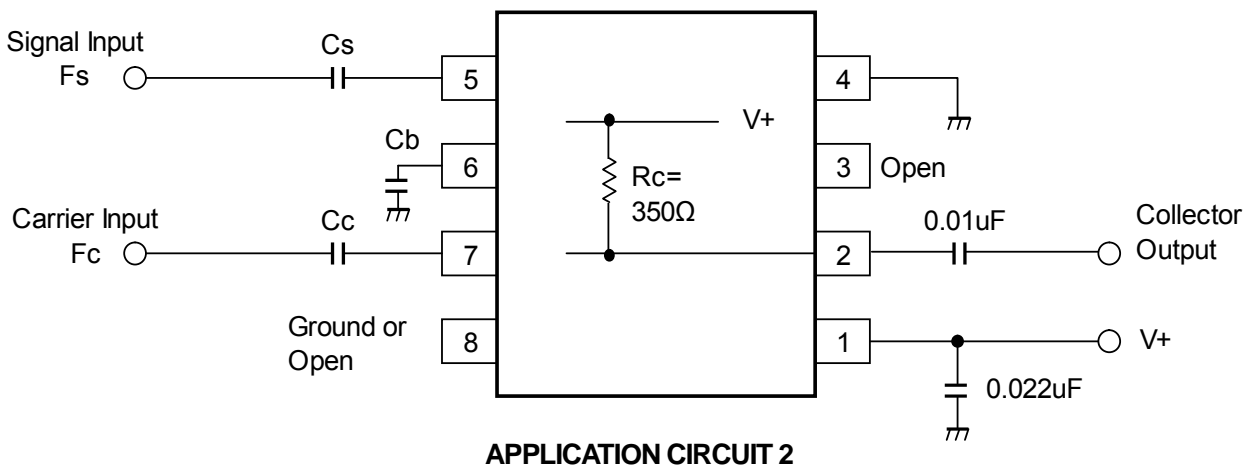 Signal Input
Fs
Cs
5
4
V+
Cb
6
3
Open
Rc=
350Ω
Carrier Input
Fc
Cc
7
2
0.01uF
Collector
Output
Ground or
Open
8
1
V+
0.022uF
APPLICATION CIRCUIT 2